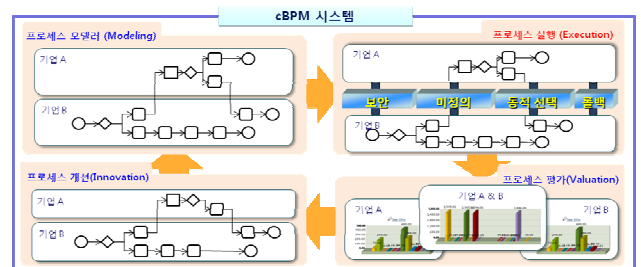 cBPM 시스템
프로세스 모델러 (Modeling)
기업 A
기업 B
프로세스 실행 (Execution)
기업 A
보안
미정의
동적 선택
롤백
기업 B
프로세스 개선(Innovation)
기업 A
기업 B
프로세스 평가(Valuation)
기업 A
기업 A & B
기업 B